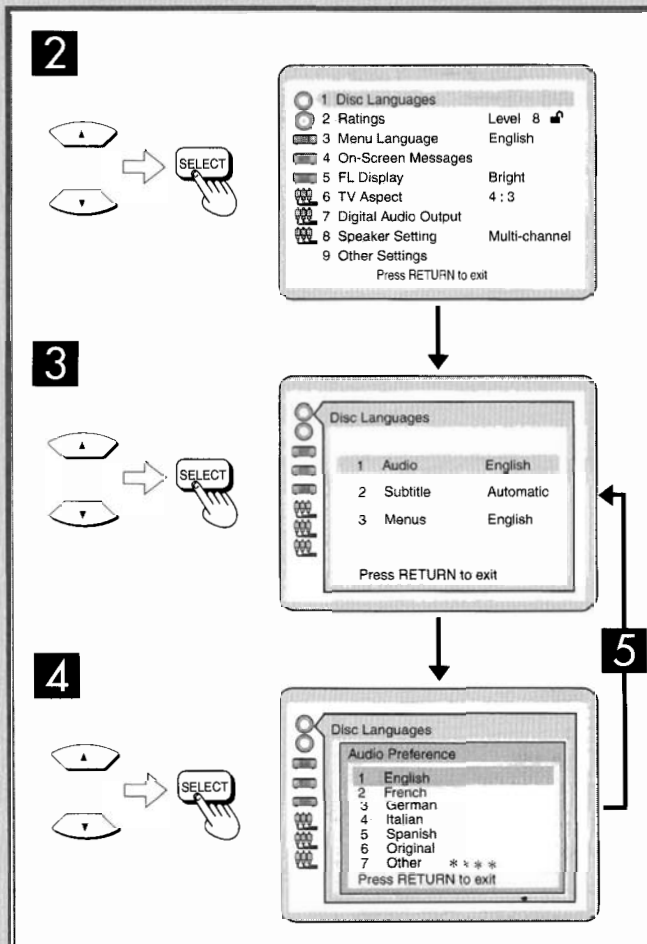 2
SELECT
1 Disc Languages
2 Ratings Level 8
3 Menu Language English
4 On-Screen Messages
5 FL Display Bright
6 TV Aspect 4 : 3
7 Digital Audio Output
8 Speaker Setting Multi-channel
9 Other Settings
Press RETURN to exit
3
SELECT
Disc Languages
1 Audio English
2 Subtitle Automatic
3 Menus English
Press RETURN to exit
5
4
SELECT
Disc Languages
Audio Preference
1 English
2 French
3 German
4 Italian
5 Spanish
6 Original
7 Other ****
Press RETURN to exit